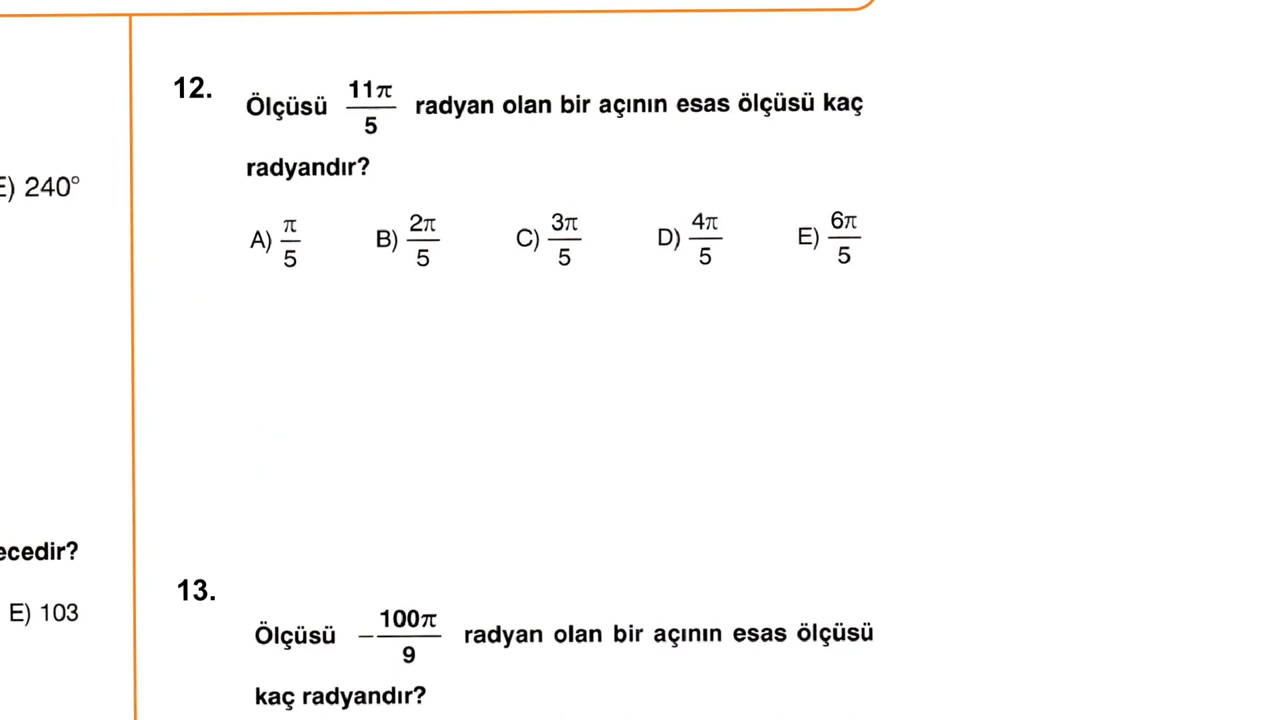 E) 240°
ecedir?
E) 103
12.
Ölçüsü 11π/5 radyan olan bir açının esas ölçüsü kaç
radyandır?
A) π/5 B) 2π/5 C) 3π/5 D) 4π/5 E) 6π/5
13.
Ölçüsü -100π/9 radyan olan bir açının esas ölçüsü
kaç radyandır?